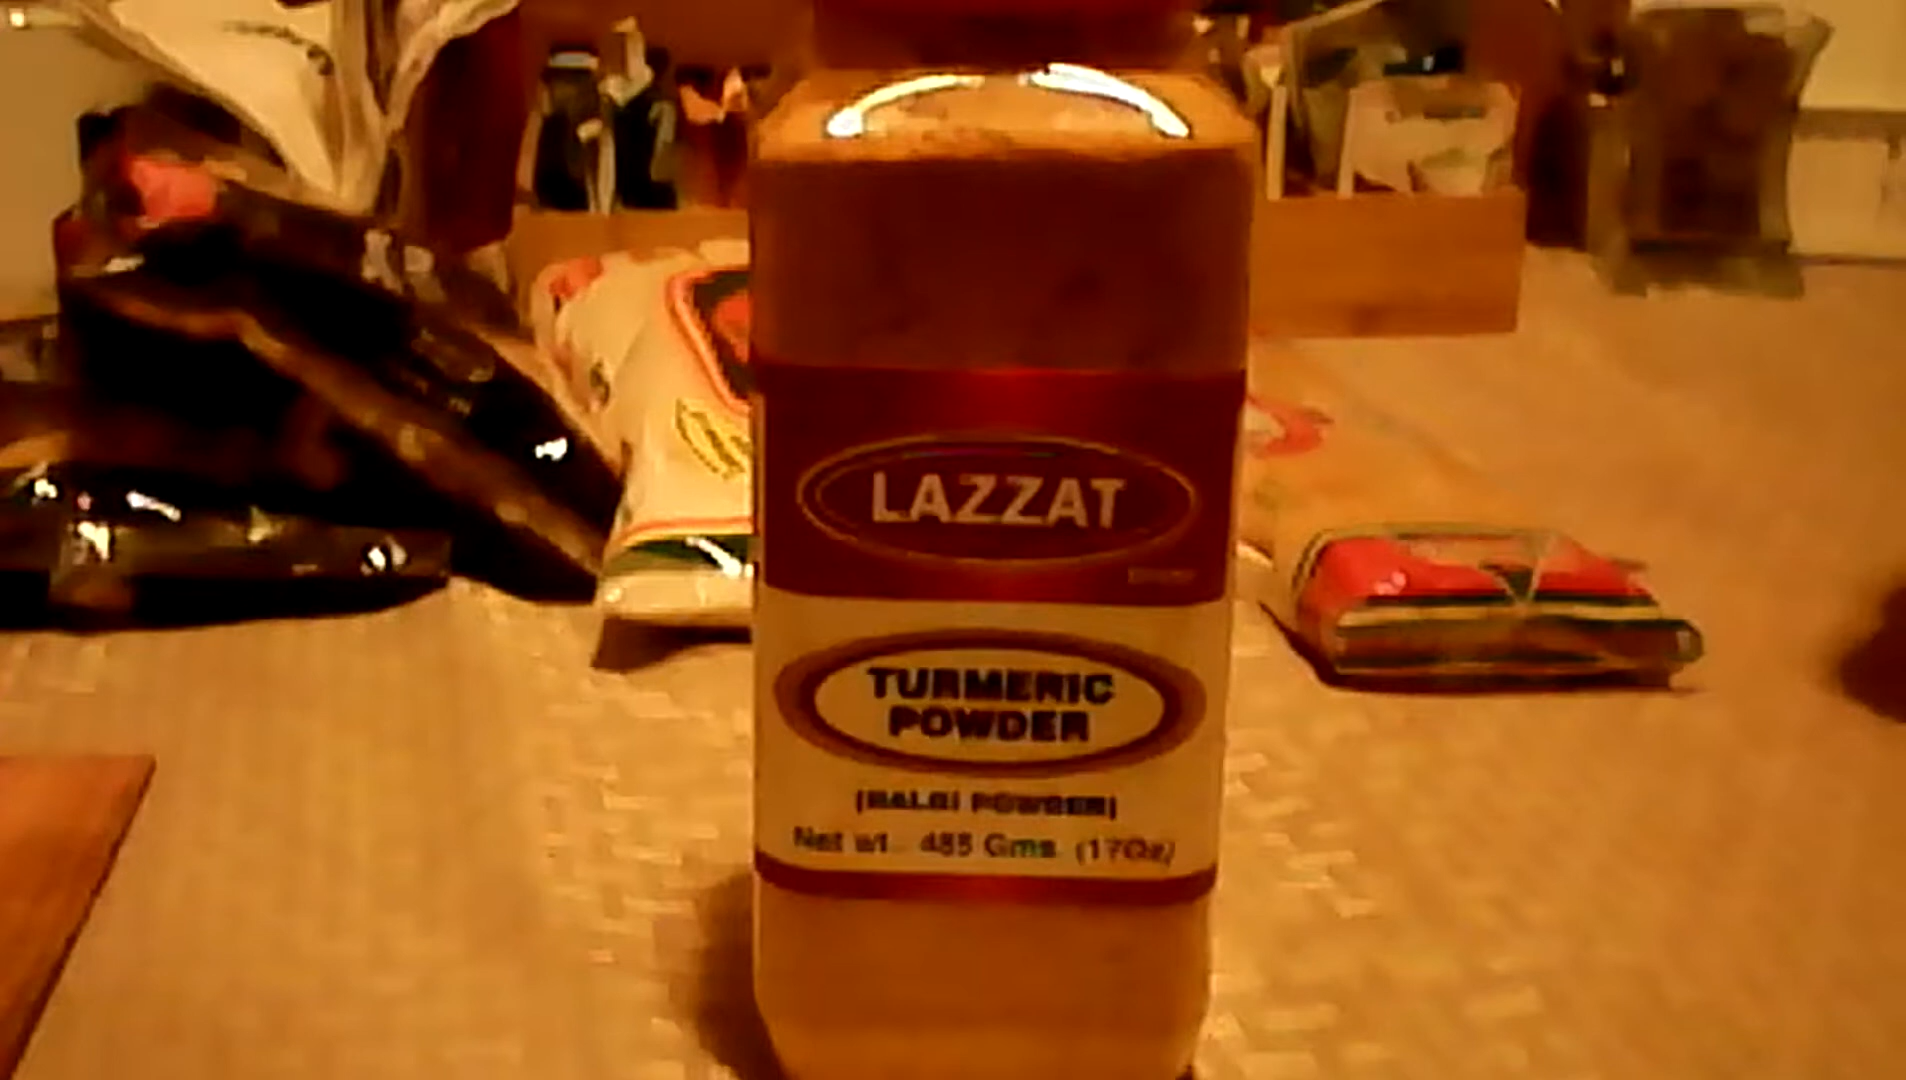 LAZZAT
TURMERIC
POWDER
(HALDI POWDER)
Net wt. 485 Gms. (17Oz)